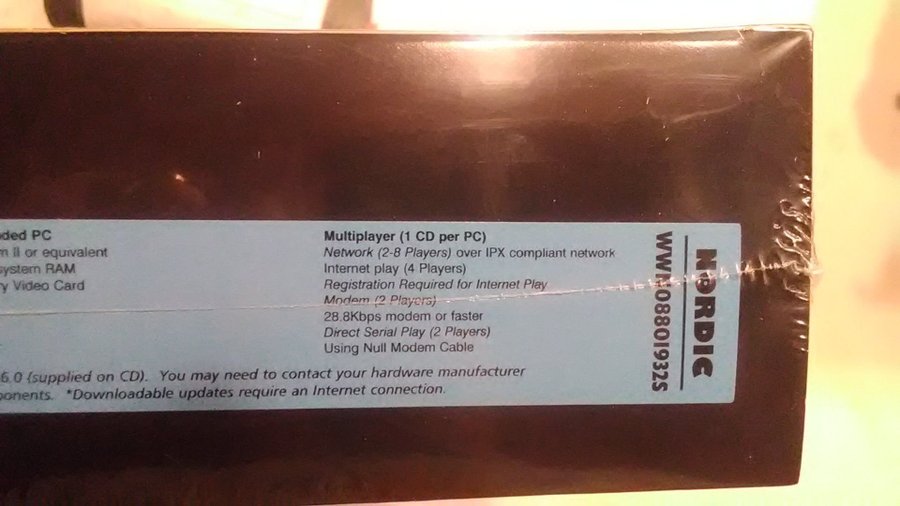 ded PC
m II or equivalent
system RAM
ry Video Card
Multiplayer (1 CD per PC)
Network (2-8 Players) over IPX compliant network
Internet play (4 Players)
Registration Required for Internet Play
Modem (2 Players)
28.8Kbps modem or faster
Direct Serial Play (2 Players)
Using Null Modem Cable
6.0 (supplied on CD). You may need to contact your hardware manufacturer
ponents. *Downloadable updates require an Internet connection.
NORDIC
WWN08801932S